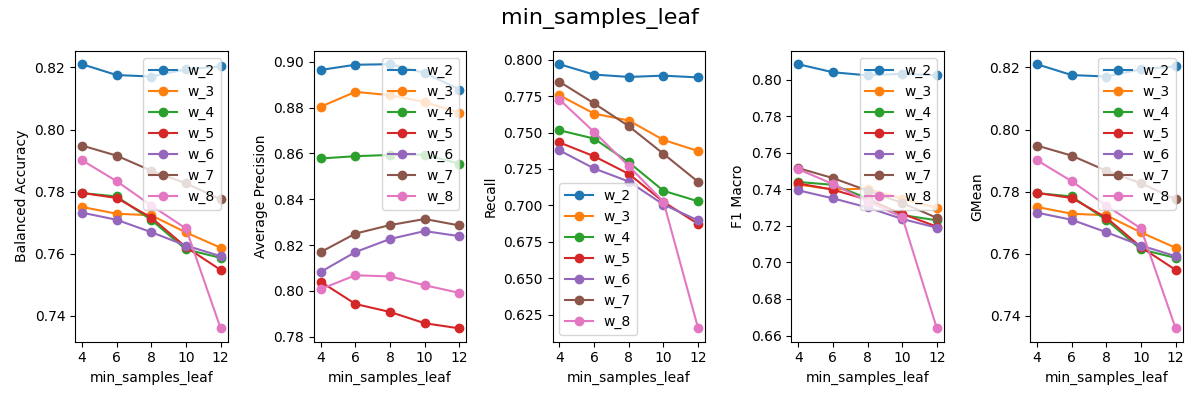 min_samples_leaf
Balanced Accuracy
0.82
0.80
0.78
0.76
0.74
4 6 8 10 12
min_samples_leaf
w_2
w_3
w_4
w_5
w_6
w_7
w_8
Average Precision
0.90
0.88
0.86
0.84
0.82
0.80
0.78
4 6 8 10 12
min_samples_leaf
w_2
w_3
w_4
w_5
w_6
w_7
w_8
Recall
0.800
0.775
0.750
0.725
0.700
0.675
0.650
0.625
4 6 8 10 12
min_samples_leaf
w_2
w_3
w_4
w_5
w_6
w_7
w_8
F1 Macro
0.80
0.78
0.76
0.74
0.72
0.70
0.68
0.66
4 6 8 10 12
min_samples_leaf
w_2
w_3
w_4
w_5
w_6
w_7
w_8
GMean
0.82
0.80
0.78
0.76
0.74
4 6 8 10 12
min_samples_leaf
w_2
w_3
w_4
w_5
w_6
w_7
w_8